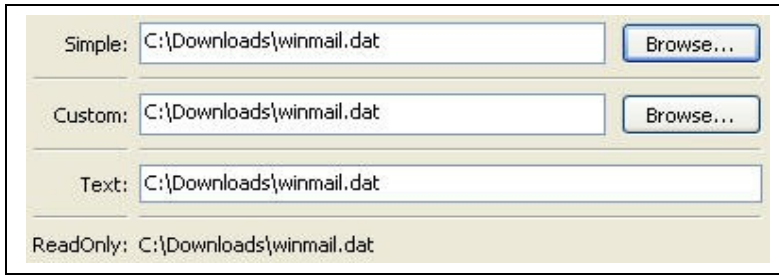 Simple: C:\Downloads\winmail.dat Browse...
Custom: C:\Downloads\winmail.dat Browse...
Text: C:\Downloads\winmail.dat
ReadOnly: C:\Downloads\winmail.dat